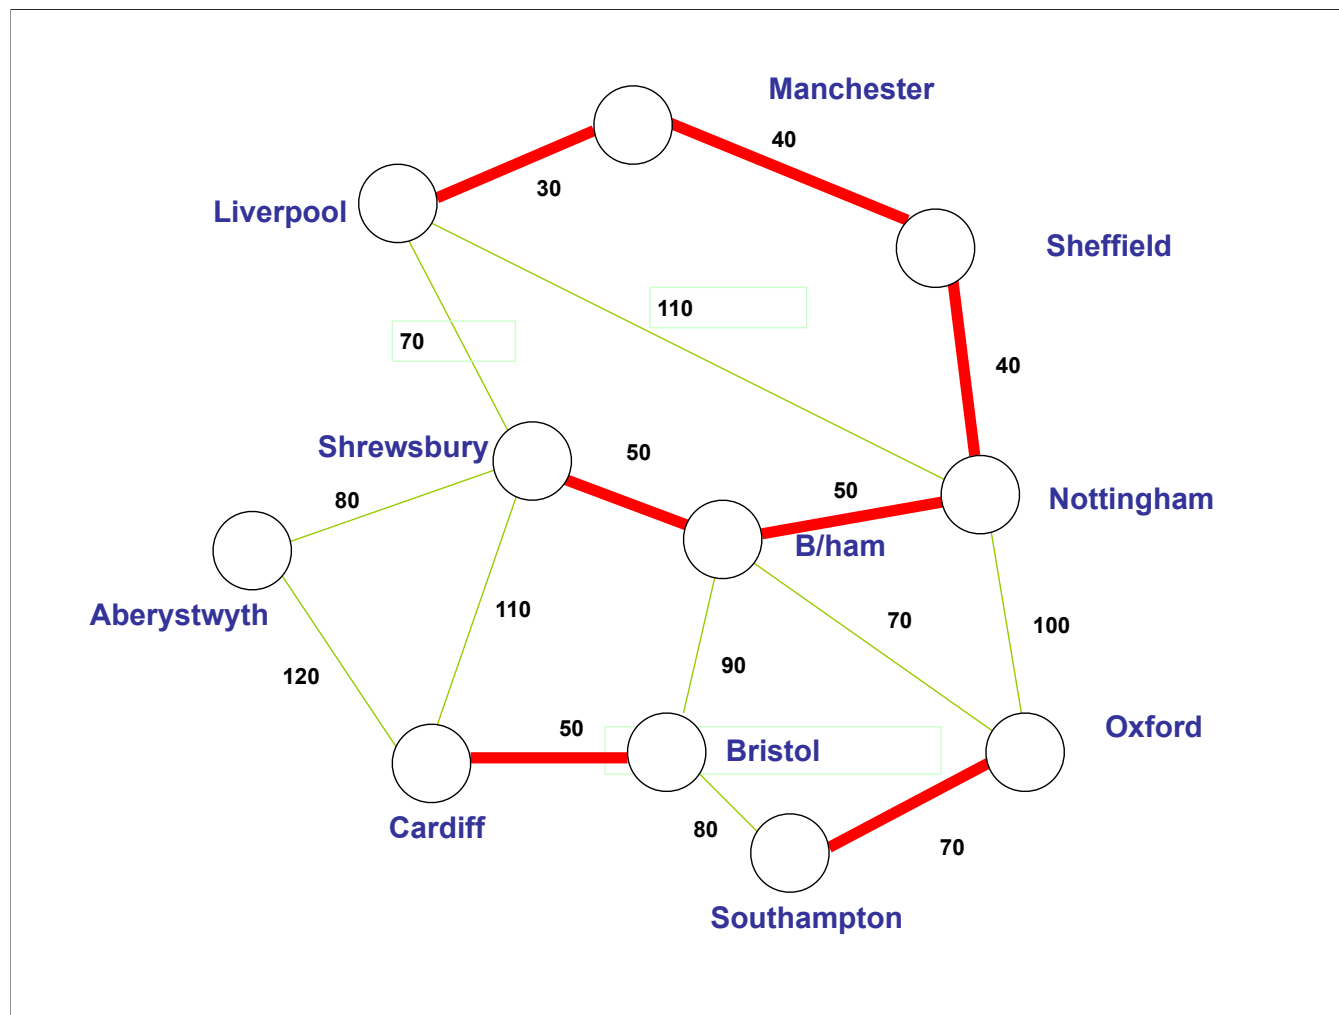 Manchester
40
30
Liverpool
Sheffield
110
70
40
Shrewsbury
50
80
50
Nottingham
B/ham
Aberystwyth
110
70
100
120
90
50
Bristol
Oxford
Cardiff
80
70
Southampton